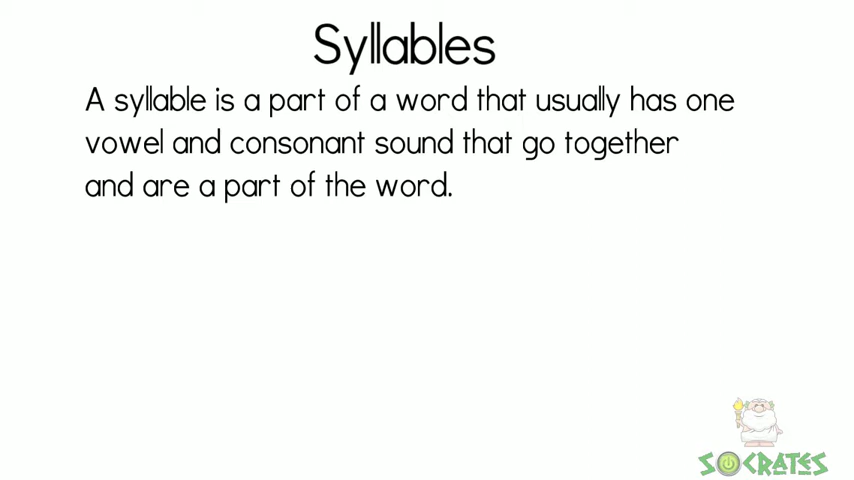 Syllables
A syllable is a part of a word that usually has one
vowel and consonant sound that go together
and are a part of the word.
SOCRATES